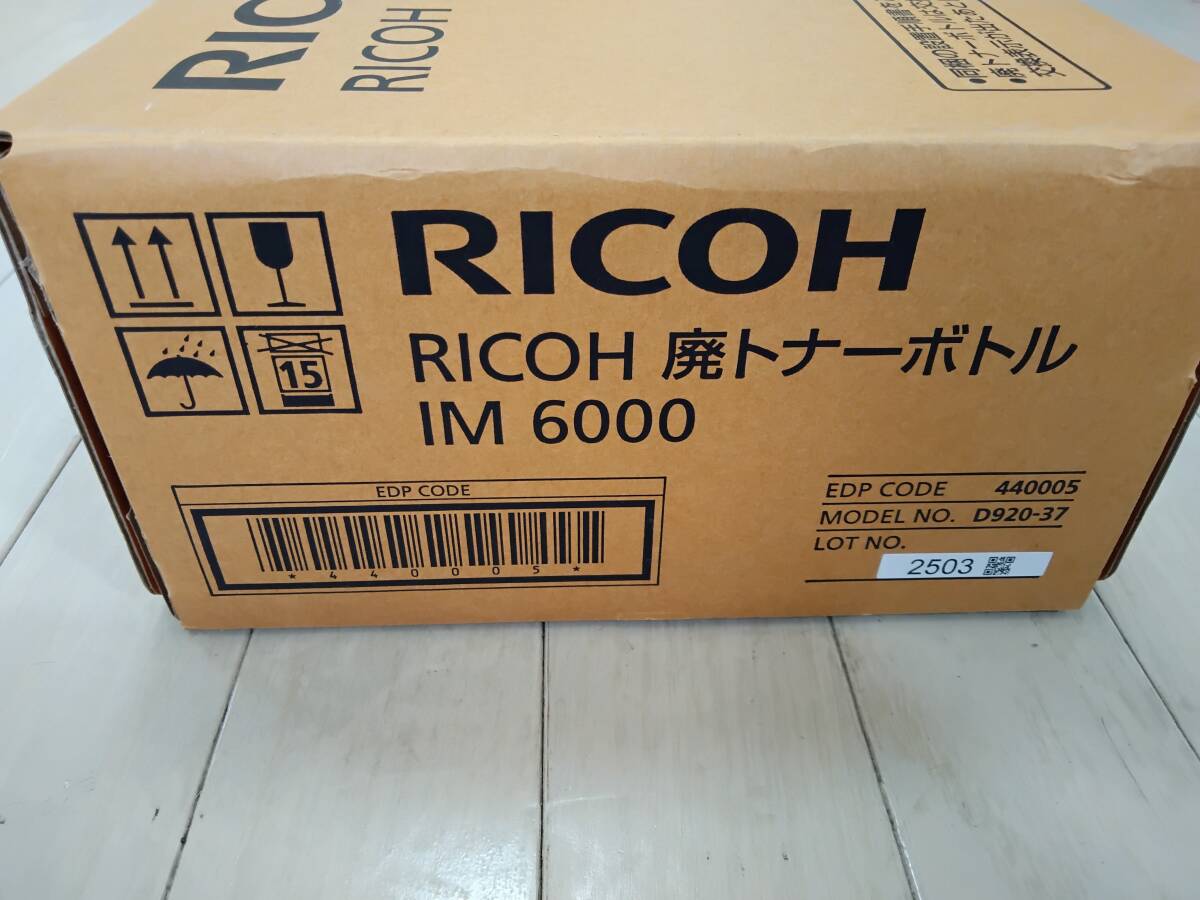 RICOH
RICOH 廃トナーボトル
IM 6000
15
EDP CODE
*440005*
EDP CODE 440005
MODEL NO. D920-37
LOT NO.
2503
RICOH